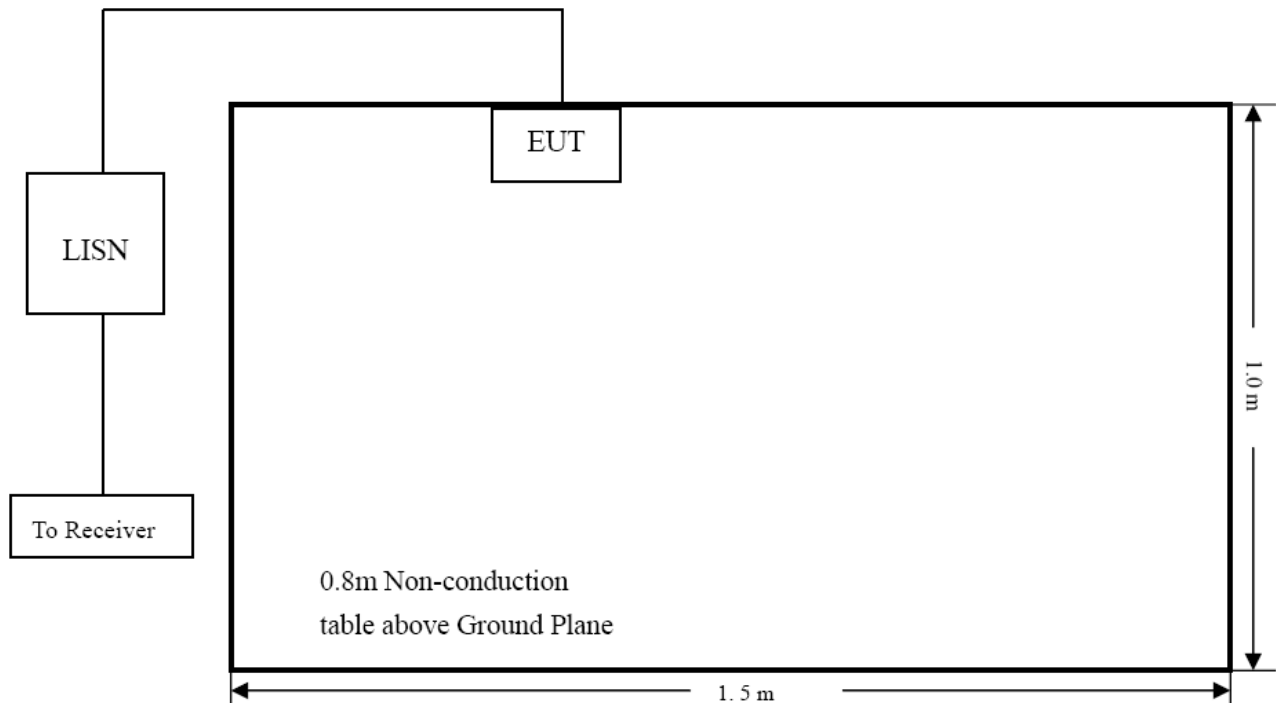 EUT
LISN
1.0 m
To Receiver
0.8m Non-conduction
table above Ground Plane
1. 5 m